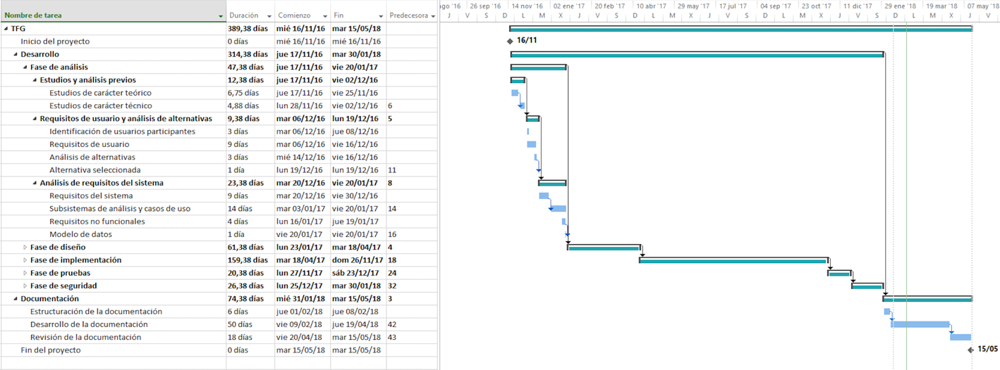 Nombre de tarea Duración Comienzo Fin Predecesora
ago '16 26 sep '16 14 nov '16 02 ene '17 20 feb '17 10 abr '17 29 may '17 17 jul '17 04 sep '17 23 oct '17 11 dic '17 29 ene '18 19 mar '18 07 may '18
J V S D L M X J V S D L M X J V S D L M X J V S D L M X J V
TFG 389,38 días mié 16/11/16 mar 15/05/18
Inicio del proyecto 0 días mié 16/11/16 mié 16/11/16 16/11
Desarrollo 314,38 días jue 17/11/16 mar 30/01/18
Fase de análisis 47,38 días jue 17/11/16 vie 20/01/17
Estudios y análisis previos 12,38 días jue 17/11/16 vie 02/12/16
Estudios de carácter teórico 6,75 días jue 17/11/16 vie 25/11/16
Estudios de carácter técnico 4,88 días lun 28/11/16 vie 02/12/16 6
Requisitos de usuario y análisis de alternativas 9,38 días mar 06/12/16 lun 19/12/16 5
Identificación de usuarios participantes 3 días mar 06/12/16 jue 08/12/16
Requisitos de usuario 9 días mar 06/12/16 vie 16/12/16
Análisis de alternativas 3 días mié 14/12/16 vie 16/12/16
Alternativa seleccionada 1 día lun 19/12/16 lun 19/12/16 11
Análisis de requisitos del sistema 23,38 días mar 20/12/16 vie 20/01/17 8
Requisitos del sistema 9 días mar 20/12/16 vie 30/12/16
Subsistemas de análisis y casos de uso 14 días mar 03/01/17 vie 20/01/17 14
Requisitos no funcionales 4 días lun 16/01/17 jue 19/01/17
Modelo de datos 1 día vie 20/01/17 vie 20/01/17 16
Fase de diseño 61,38 días lun 23/01/17 mar 18/04/17 4
Fase de implementación 159,38 días mar 18/04/17 dom 26/11/17 18
Fase de pruebas 20,38 días lun 27/11/17 sáb 23/12/17 24
Fase de seguridad 26,38 días lun 25/12/17 mar 30/01/18 32
Documentación 74,38 días mié 31/01/18 mar 15/05/18 3
Estructuración de la documentación 6 días jue 01/02/18 jue 08/02/18
Desarrollo de la documentación 50 días vie 09/02/18 jue 19/04/18 42
Revisión de la documentación 18 días vie 20/04/18 mar 15/05/18 43
Fin del proyecto 0 días mar 15/05/18 mar 15/05/18 15/05